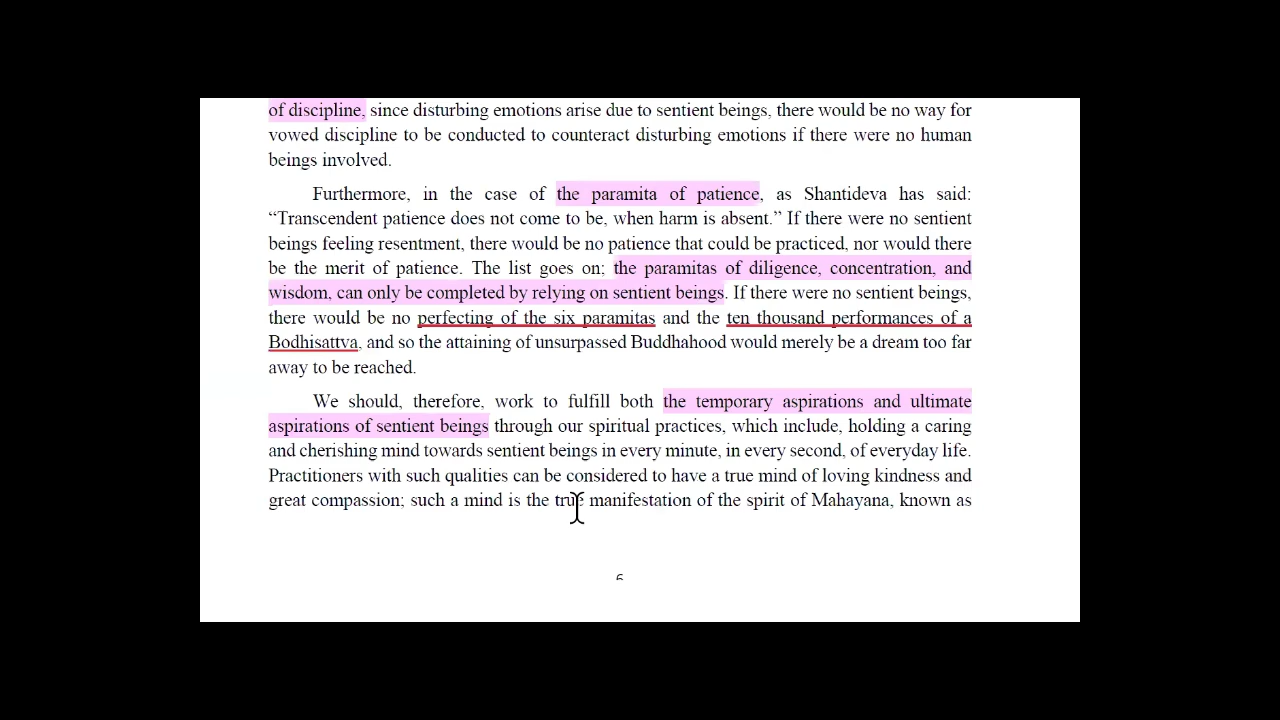 of discipline, since disturbing emotions arise due to sentient beings, there would be no way for
vowed discipline to be conducted to counteract disturbing emotions if there were no human
beings involved.
Furthermore, in the case of the paramita of patience, as Shantideva has said:
“Transcendent patience does not come to be, when harm is absent.” If there were no sentient
beings feeling resentment, there would be no patience that could be practiced, nor would there
be the merit of patience. The list goes on; the paramitas of diligence, concentration, and
wisdom, can only be completed by relying on sentient beings. If there were no sentient beings,
there would be no perfecting of the six paramitas and the ten thousand performances of a
Bodhisattva, and so the attaining of unsurpassed Buddhahood would merely be a dream too far
away to be reached.
We should, therefore, work to fulfill both the temporary aspirations and ultimate
aspirations of sentient beings through our spiritual practices, which include, holding a caring
and cherishing mind towards sentient beings in every minute, in every second, of everyday life.
Practitioners with such qualities can be considered to have a true mind of loving kindness and
great compassion; such a mind is the true manifestation of the spirit of Mahayana, known as